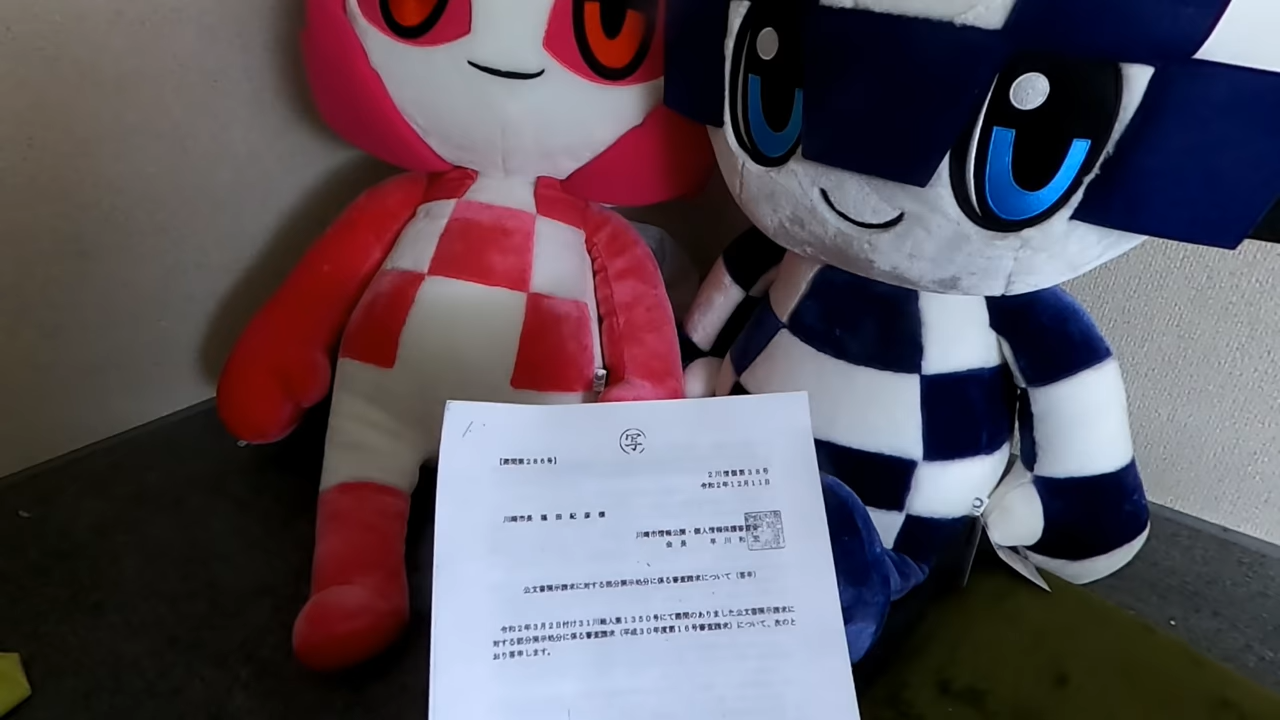 写
【諮問第286号】
2川情個第38号
令和2年12月11日
川崎市長 福田紀彦 様
川崎市情報公開・個人情報保護審査会
会長 早川和
公文書開示請求に対する部分開示処分に係る審査請求について（答申）
令和2年3月2日付け31川総人第1350号にて諮問のありました公文書開示請求に
対する部分開示処分に係る審査請求（平成30年度第16号審査請求）について、次のと
おり答申します。